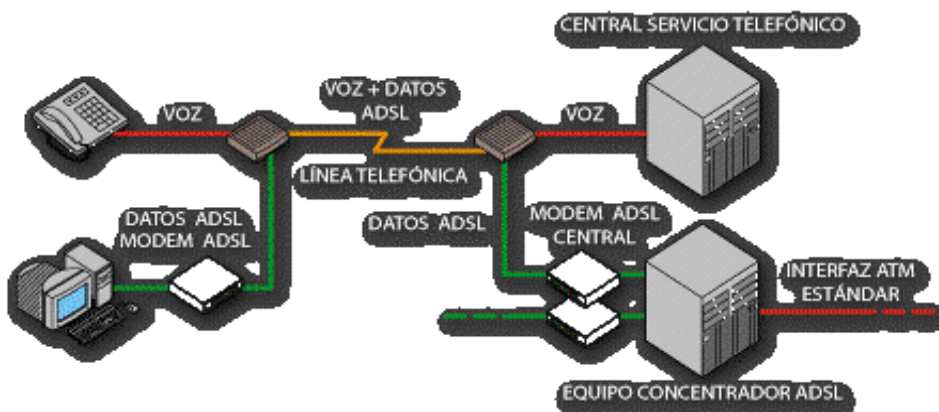 CENTRAL SERVICIO TELEFÓNICO
VOZ
VOZ + DATOS
ADSL
VOZ
LÍNEA TELEFÓNICA
DATOS ADSL
MODEM ADSL
DATOS ADSL
MODEM ADSL
CENTRAL
INTERFAZ ATM
ESTÁNDAR
EQUIPO CONCENTRADOR ADSL